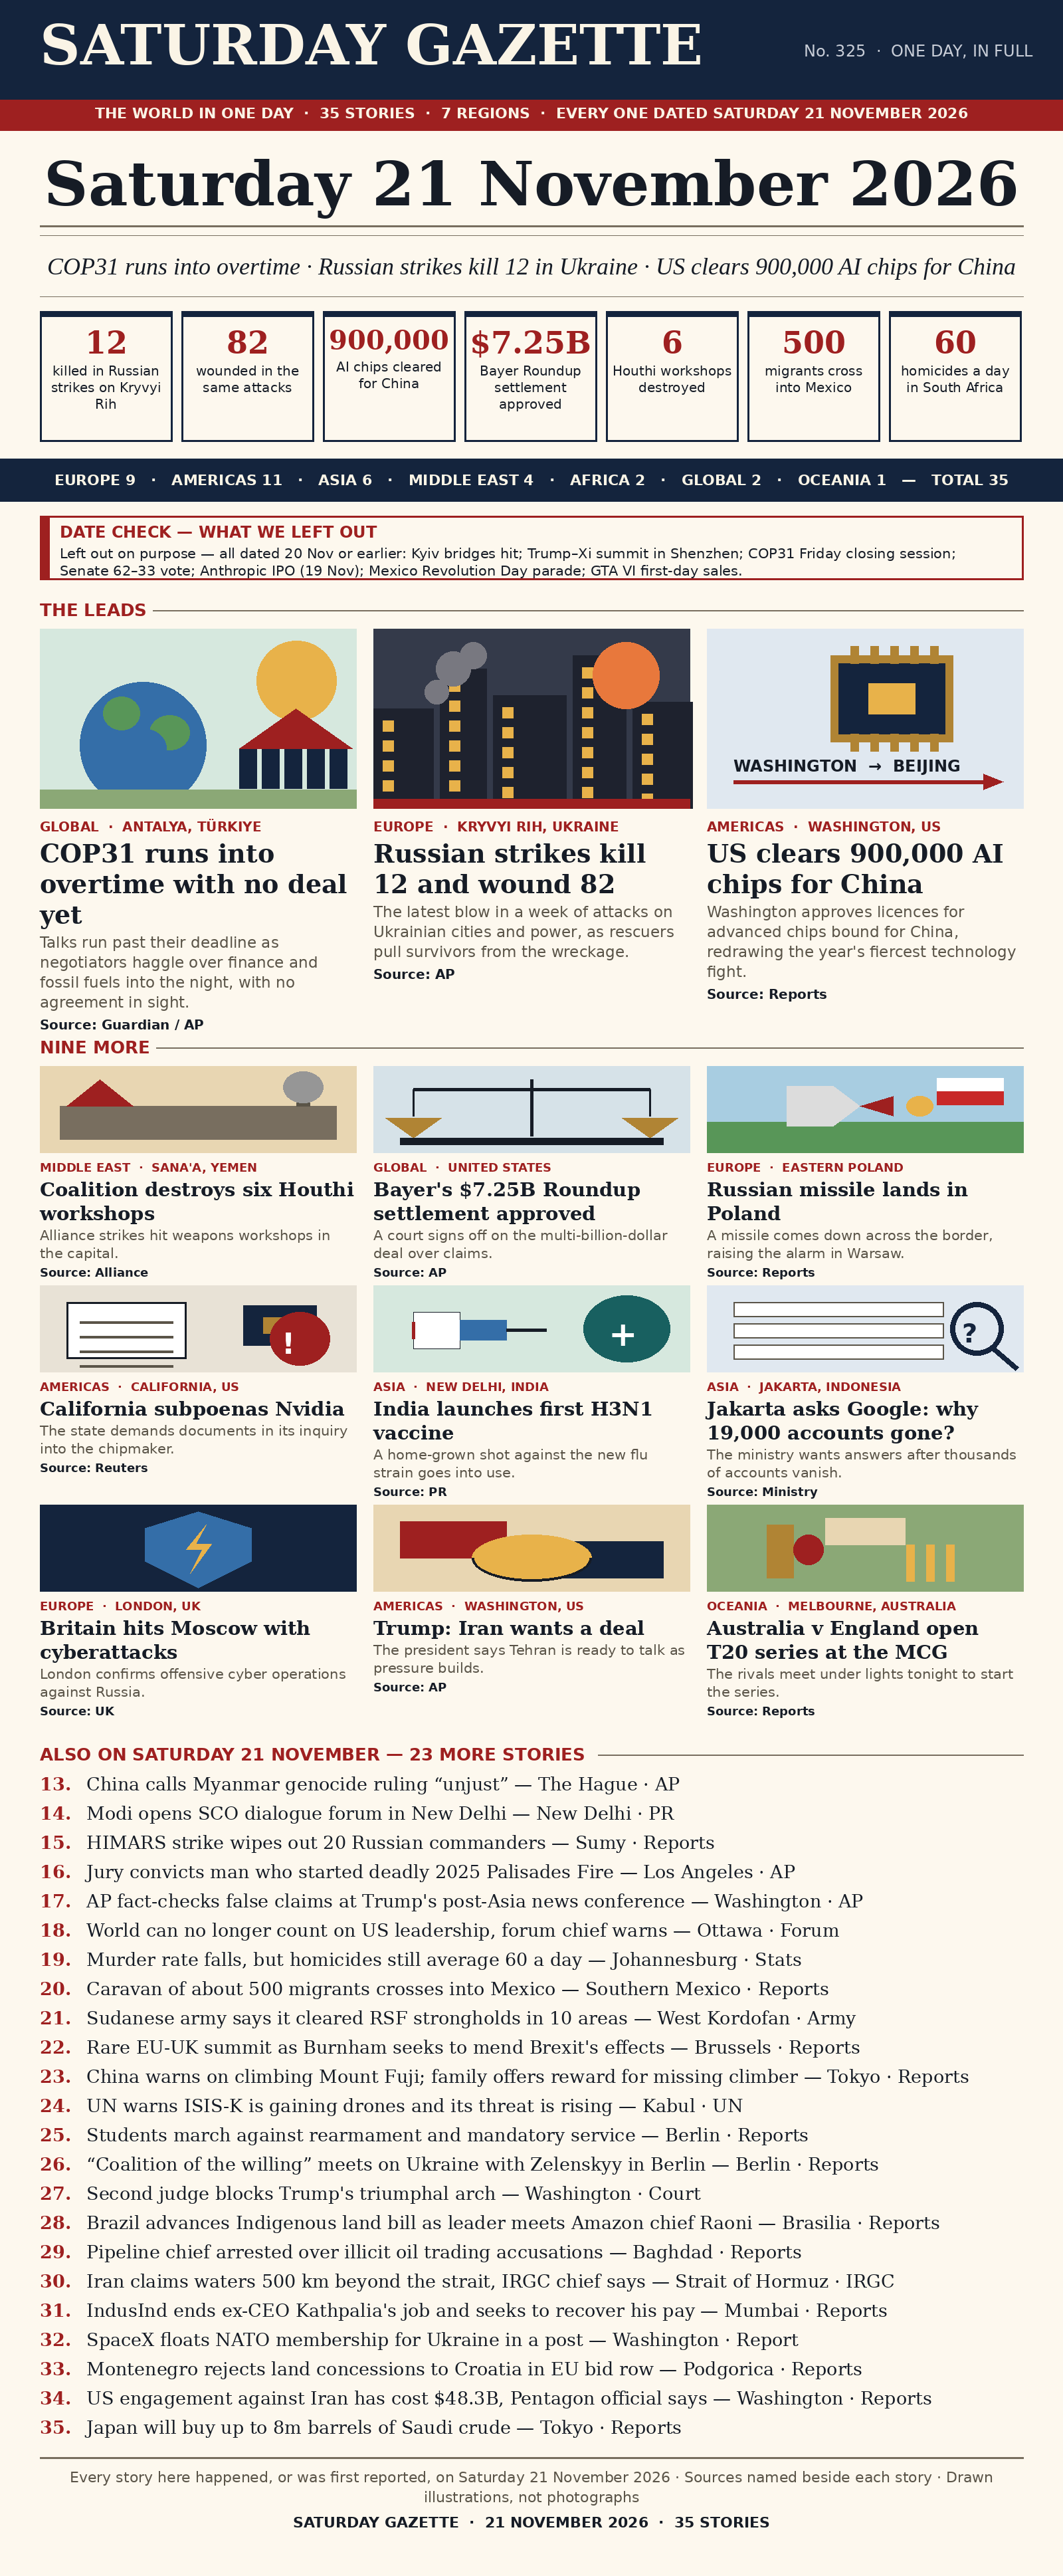 SATURDAY GAZETTE
No. 325 · ONE DAY, IN FULL
THE WORLD IN ONE DAY · 35 STORIES · 7 REGIONS · EVERY ONE DATED SATURDAY 21 NOVEMBER 2026
Saturday 21 November 2026
COP31 runs into overtime · Russian strikes kill 12 in Ukraine · US clears 900,000 AI chips for China
12
killed in Russian
strikes on Kryvyi
Rih
82
wounded in the
same attacks
900,000
AI chips cleared
for China
$7.25B
Bayer Roundup
settlement
approved
6
Houthi workshops
destroyed
500
migrants cross
into Mexico
60
homicides a day
in South Africa
EUROPE 9 · AMERICAS 11 · ASIA 6 · MIDDLE EAST 4 · AFRICA 2 · GLOBAL 2 · OCEANIA 1 — TOTAL 35
DATE CHECK — WHAT WE LEFT OUT
Left out on purpose — all dated 20 Nov or earlier: Kyiv bridges hit; Trump–Xi summit in Shenzhen; COP31 Friday closing session;
Senate 62–33 vote; Anthropic IPO (19 Nov); Mexico Revolution Day parade; GTA VI first-day sales.
THE LEADS
WASHINGTON → BEIJING
GLOBAL · ANTALYA, TÜRKIYE
COP31 runs into
overtime with no deal
yet
Talks run past their deadline as
negotiators haggle over finance and
fossil fuels into the night, with no
agreement in sight.
Source: Guardian / AP
EUROPE · KRYVYI RIH, UKRAINE
Russian strikes kill
12 and wound 82
The latest blow in a week of attacks on
Ukrainian cities and power, as rescuers
pull survivors from the wreckage.
Source: AP
AMERICAS · WASHINGTON, US
US clears 900,000 AI
chips for China
Washington approves licences for
advanced chips bound for China,
redrawing the year's fiercest technology
fight.
Source: Reports
NINE MORE
MIDDLE EAST · SANA'A, YEMEN
Coalition destroys six Houthi
workshops
Alliance strikes hit weapons workshops in
the capital.
Source: Alliance
GLOBAL · UNITED STATES
Bayer's $7.25B Roundup
settlement approved
A court signs off on the multi-billion-dollar
deal over claims.
Source: AP
EUROPE · EASTERN POLAND
Russian missile lands in
Poland
A missile comes down across the border,
raising the alarm in Warsaw.
Source: Reports
!
AMERICAS · CALIFORNIA, US
California subpoenas Nvidia
The state demands documents in its inquiry
into the chipmaker.
Source: Reuters
+
ASIA · NEW DELHI, INDIA
India launches first H3N1
vaccine
A home-grown shot against the new flu
strain goes into use.
Source: PR
?
ASIA · JAKARTA, INDONESIA
Jakarta asks Google: why
19,000 accounts gone?
The ministry wants answers after thousands
of accounts vanish.
Source: Ministry
EUROPE · LONDON, UK
Britain hits Moscow with
cyberattacks
London confirms offensive cyber operations
against Russia.
Source: UK
AMERICAS · WASHINGTON, US
Trump: Iran wants a deal
The president says Tehran is ready to talk as
pressure builds.
Source: AP
OCEANIA · MELBOURNE, AUSTRALIA
Australia v England open
T20 series at the MCG
The rivals meet under lights tonight to start
the series.
Source: Reports
ALSO ON SATURDAY 21 NOVEMBER — 23 MORE STORIES
13. China calls Myanmar genocide ruling “unjust” — The Hague · AP
14. Modi opens SCO dialogue forum in New Delhi — New Delhi · PR
15. HIMARS strike wipes out 20 Russian commanders — Sumy · Reports
16. Jury convicts man who started deadly 2025 Palisades Fire — Los Angeles · AP
17. AP fact-checks false claims at Trump's post-Asia news conference — Washington · AP
18. World can no longer count on US leadership, forum chief warns — Ottawa · Forum
19. Murder rate falls, but homicides still average 60 a day — Johannesburg · Stats
20. Caravan of about 500 migrants crosses into Mexico — Southern Mexico · Reports
21. Sudanese army says it cleared RSF strongholds in 10 areas — West Kordofan · Army
22. Rare EU-UK summit as Burnham seeks to mend Brexit's effects — Brussels · Reports
23. China warns on climbing Mount Fuji; family offers reward for missing climber — Tokyo · Reports
24. UN warns ISIS-K is gaining drones and its threat is rising — Kabul · UN
25. Students march against rearmament and mandatory service — Berlin · Reports
26. “Coalition of the willing” meets on Ukraine with Zelenskyy in Berlin — Berlin · Reports
27. Second judge blocks Trump's triumphal arch — Washington · Court
28. Brazil advances Indigenous land bill as leader meets Amazon chief Raoni — Brasilia · Reports
29. Pipeline chief arrested over illicit oil trading accusations — Baghdad · Reports
30. Iran claims waters 500 km beyond the strait, IRGC chief says — Strait of Hormuz · IRGC
31. IndusInd ends ex-CEO Kathpalia's job and seeks to recover his pay — Mumbai · Reports
32. SpaceX floats NATO membership for Ukraine in a post — Washington · Report
33. Montenegro rejects land concessions to Croatia in EU bid row — Podgorica · Reports
34. US engagement against Iran has cost $48.3B, Pentagon official says — Washington · Reports
35. Japan will buy up to 8m barrels of Saudi crude — Tokyo · Reports
Every story here happened, or was first reported, on Saturday 21 November 2026 · Sources named beside each story · Drawn
illustrations, not photographs
SATURDAY GAZETTE · 21 NOVEMBER 2026 · 35 STORIES